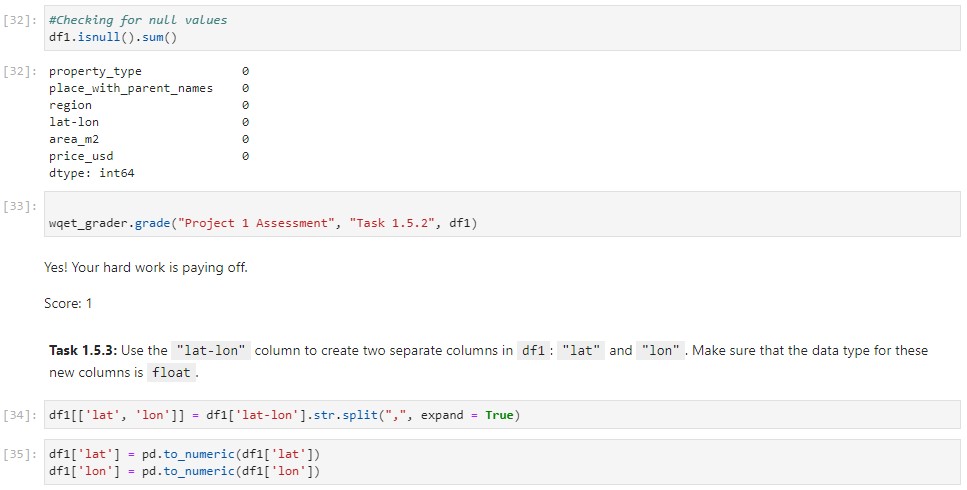 [32]: #Checking for null values
df1.isnull().sum()
[32]: property_type 0
place_with_parent_names 0
region 0
lat-lon 0
area_m2 0
price_usd 0
dtype: int64
[33]:
wqet_grader.grade("Project 1 Assessment", "Task 1.5.2", df1)
Yes! Your hard work is paying off.
Score: 1
Task 1.5.3: Use the "lat-lon" column to create two separate columns in df1: "lat" and "lon". Make sure that the data type for these
new columns is float.
[34]: df1[['lat', 'lon']] = df1['lat-lon'].str.split(",", expand = True)
[35]: df1['lat'] = pd.to_numeric(df1['lat'])
df1['lon'] = pd.to_numeric(df1['lon'])